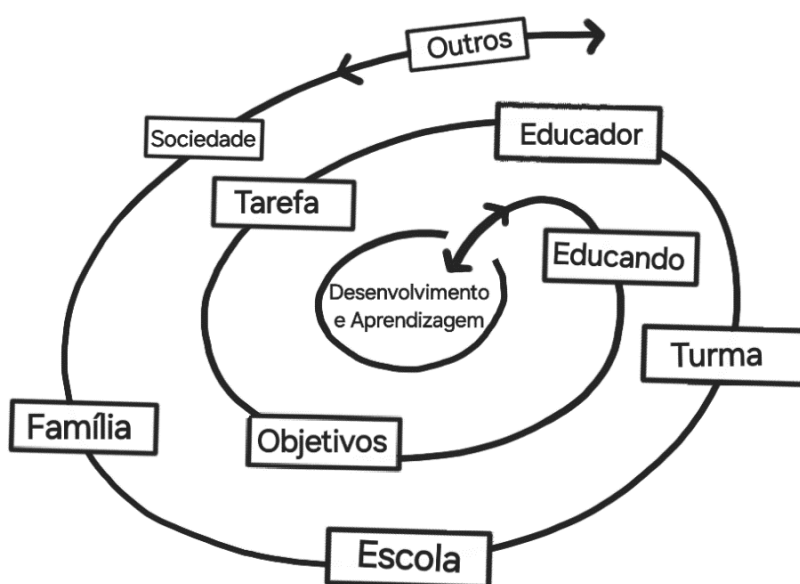 Outros
Sociedade
Educador
Tarefa
Educando
Desenvolvimento
e Aprendizagem
Turma
Família
Objetivos
Escola